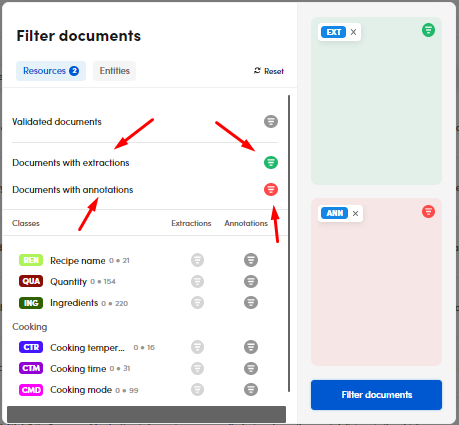 Filter documents
Resources 2 Entities Reset
Validated documents
Documents with extractions
Documents with annotations
Classes Extractions Annotations
REN Recipe name 0 • 21
QUA Quantity 0 • 154
ING Ingredients 0 • 220
Cooking
CTR Cooking temper... 0 • 16
CTM Cooking time 0 • 31
CMD Cooking mode 0 • 99
EXT X
ANN X
Filter documents